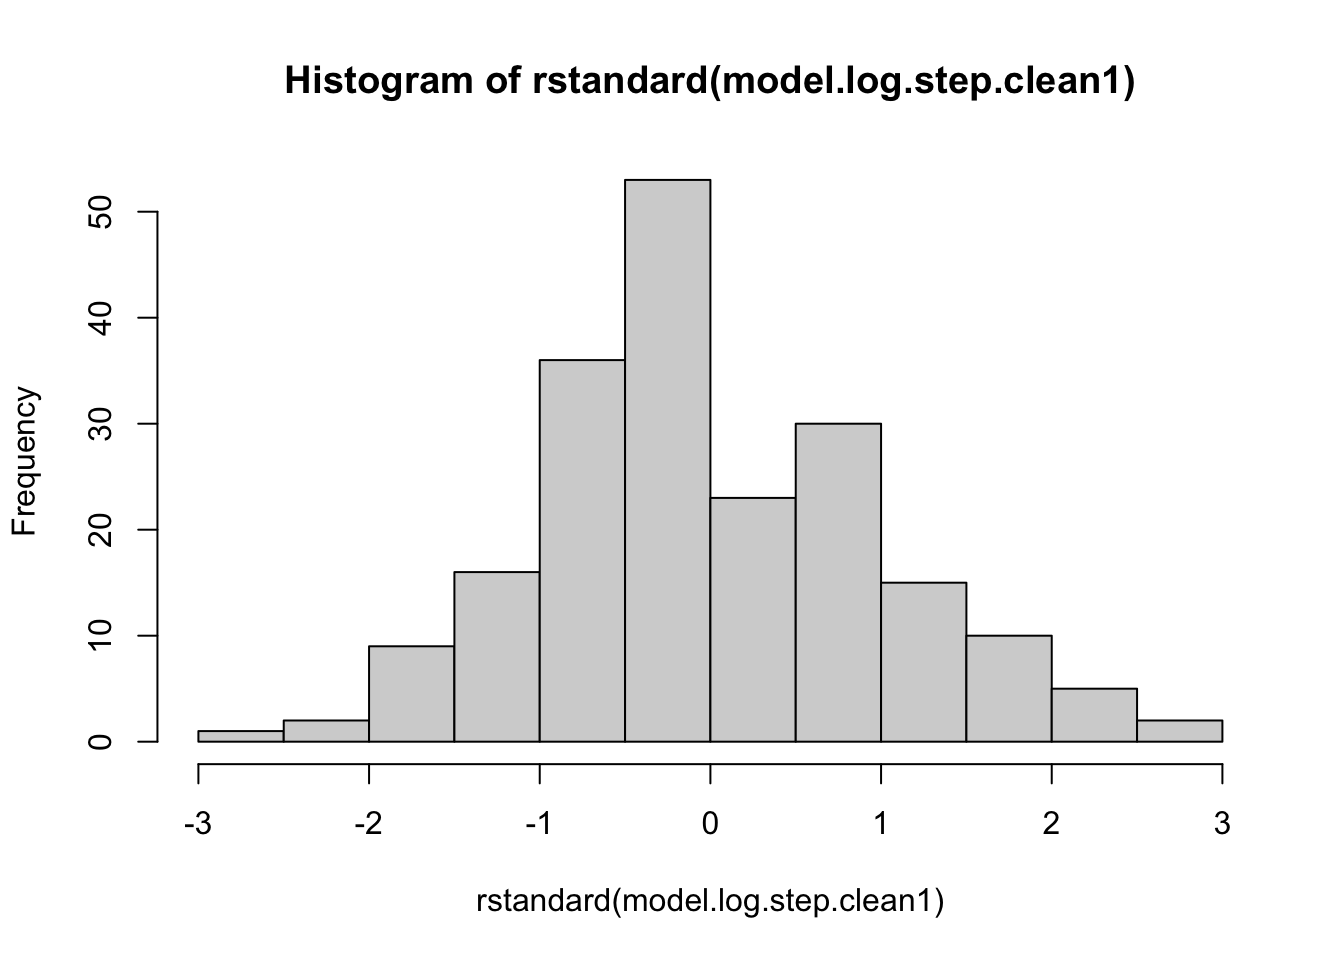 Histogram of rstandard(model.log.step.clean1)
Frequency
50
40
30
20
10
0
-3 -2 -1 0 1 2 3
rstandard(model.log.step.clean1)